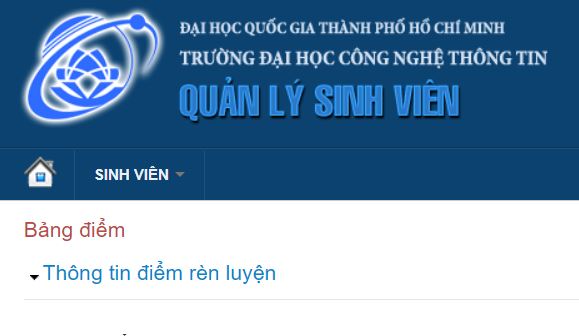 ĐẠI HỌC QUỐC GIA THÀNH PHỐ HỒ CHÍ MINH
TRƯỜNG ĐẠI HỌC CÔNG NGHỆ THÔNG TIN
QUẢN LÝ SINH VIÊN
SINH VIÊN
Bảng điểm
Thông tin điểm rèn luyện